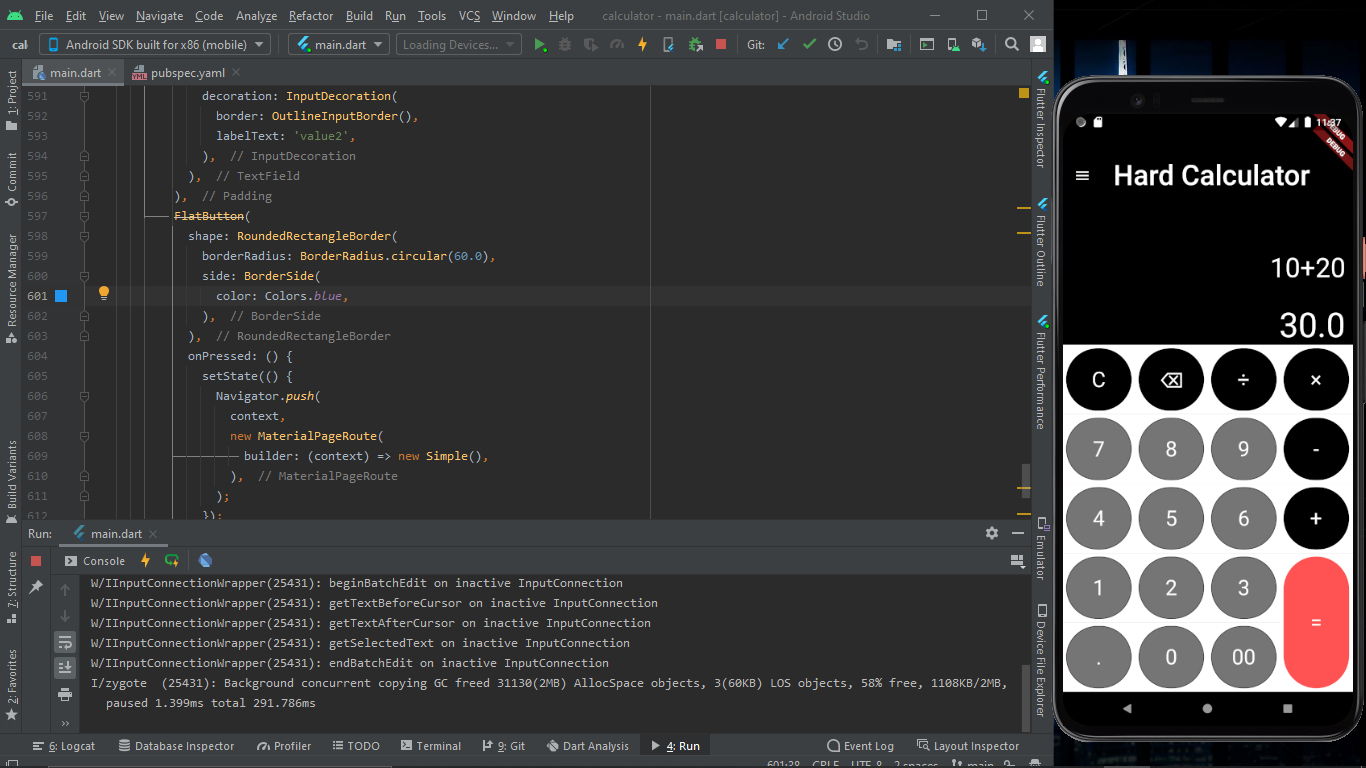 File Edit View Navigate Code Analyze Refactor Build Run Tools VCS Window Help calculator - main.dart [calculator] - Android Studio
cal Android SDK built for x86 (mobile) main.dart Loading Devices... Git:
main.dart pubspec.yaml
1: Project
Commit
Resource Manager
Build Variants
7: Structure
2: Favorites
591 decoration: InputDecoration(
592 border: OutlineInputBorder(),
593 labelText: 'value2',
594 ), // InputDecoration
595 ), // TextField
596 ), // Padding
597 FlatButton(
598 shape: RoundedRectangleBorder(
599 borderRadius: BorderRadius.circular(60.0),
600 side: BorderSide(
601 color: Colors.blue,
602 ), // BorderSide
603 ), // RoundedRectangleBorder
604 onPressed: () {
605 setState(() {
606 Navigator.push(
607 context,
608 new MaterialPageRoute(
609 builder: (context) => new Simple(),
610 ), // MaterialPageRoute
611 );
612 });
Flutter Inspector
Flutter Outline
Flutter Performance
Emulator
Device File Explorer
Run: main.dart
Console
W/IInputConnectionWrapper(25431): beginBatchEdit on inactive InputConnection
W/IInputConnectionWrapper(25431): getTextBeforeCursor on inactive InputConnection
W/IInputConnectionWrapper(25431): getTextAfterCursor on inactive InputConnection
W/IInputConnectionWrapper(25431): getSelectedText on inactive InputConnection
W/IInputConnectionWrapper(25431): endBatchEdit on inactive InputConnection
I/zygote (25431): Background concurrent copying GC freed 31130(2MB) AllocSpace objects, 3(60KB) LOS objects, 58% free, 1108KB/2MB,
paused 1.399ms total 291.786ms
6: Logcat Database Inspector Profiler TODO Terminal 9: Git Dart Analysis 4: Run Event Log Layout Inspector
601:38 CRLF UTF-8 2 spaces main
11:37
DEBUG
DEBUG
Hard Calculator
10+20
30.0
C ÷ ×
7 8 9 -
4 5 6 +
1 2 3 =
. 0 00